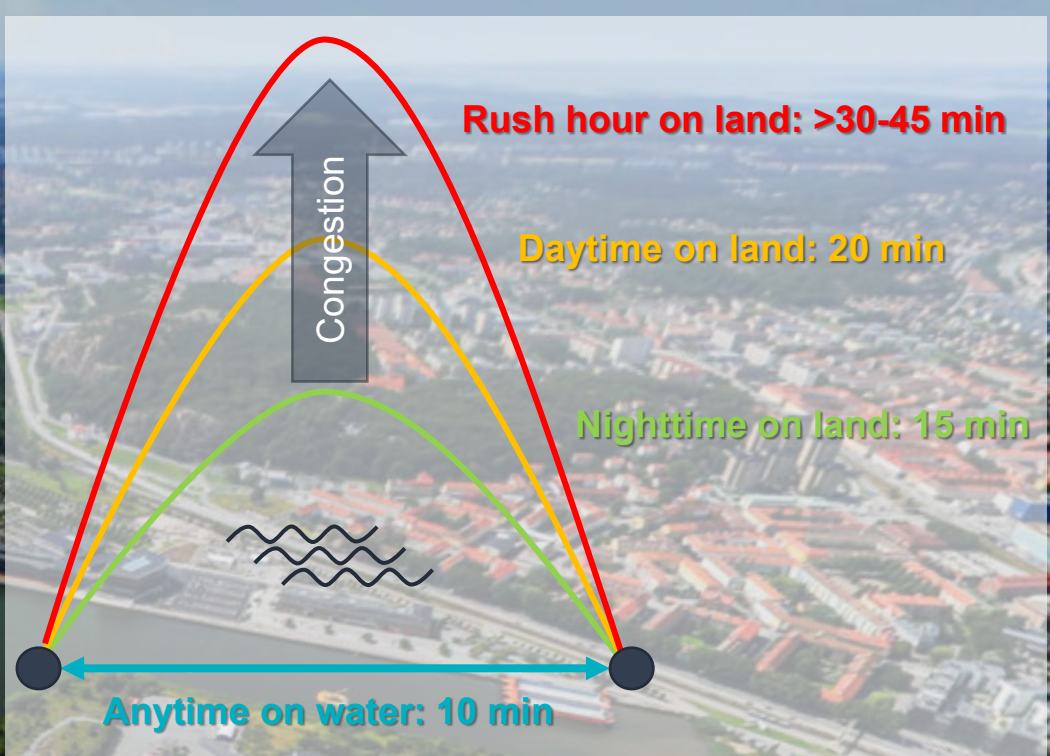 Rush hour on land: >30-45 min
Congestion
Daytime on land: 20 min
Nighttime on land: 15 min
Anytime on water: 10 min